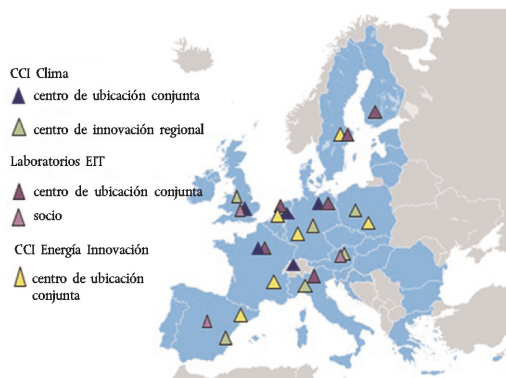 CCI Clima
centro de ubicación conjunta
centro de innovación regional
Laboratorios EIT
centro de ubicación conjunta
socio
CCI Energía Innovación
centro de ubicación
conjunta